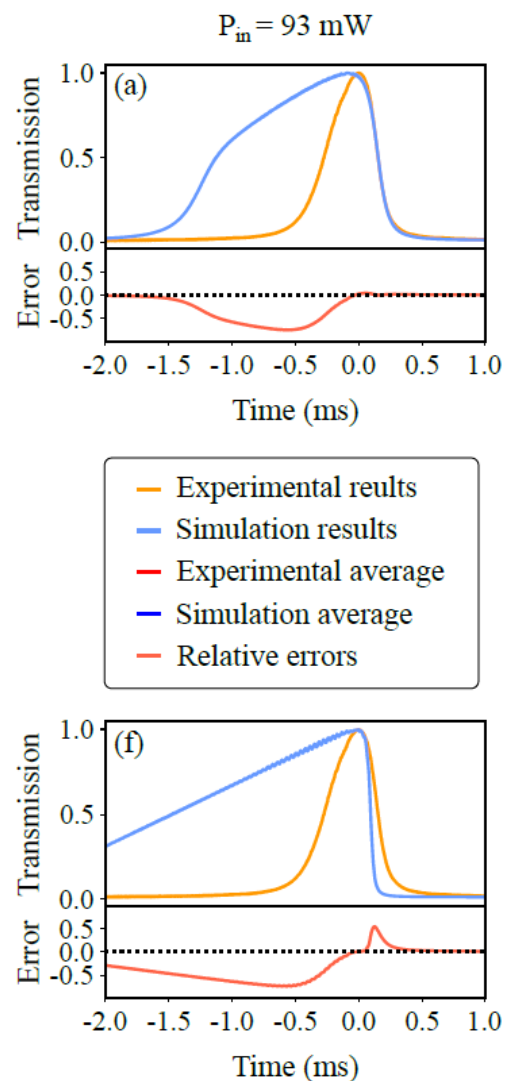 P_in = 93 mW
(a)
Transmission
1.0
0.5
0.0
Error
0.5
0.0
-0.5
-2.0 -1.5 -1.0 -0.5 0.0 0.5 1.0
Time (ms)
Experimental reults
Simulation results
Experimental average
Simulation average
Relative errors
(f)
Transmission
1.0
0.5
0.0
Error
0.5
0.0
-0.5
-2.0 -1.5 -1.0 -0.5 0.0 0.5 1.0
Time (ms)